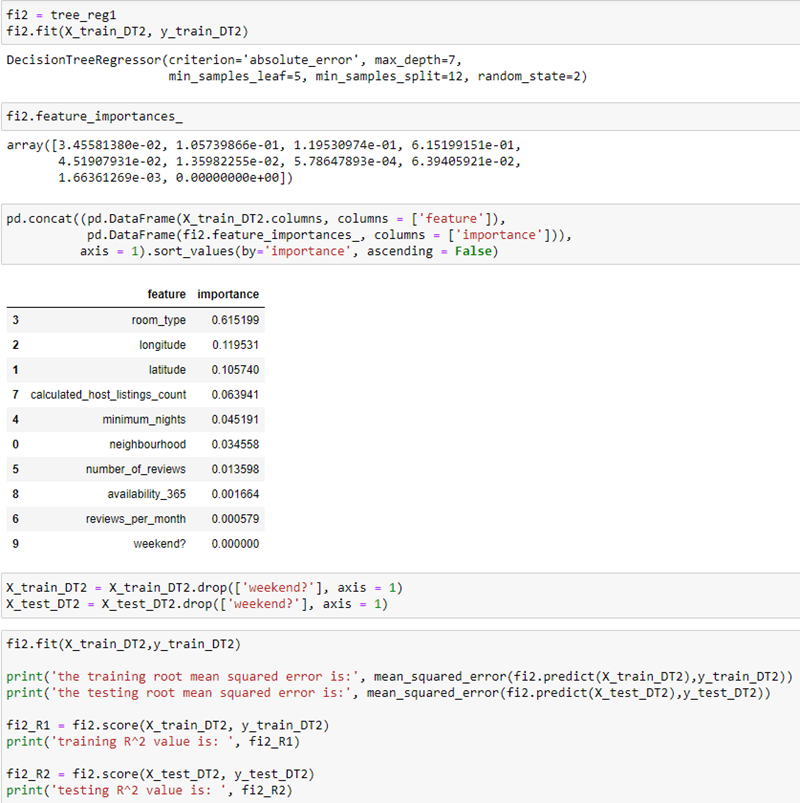 fi2 = tree_reg1
fi2.fit(X_train_DT2, y_train_DT2)
DecisionTreeRegressor(criterion='absolute_error', max_depth=7,
min_samples_leaf=5, min_samples_split=12, random_state=2)
fi2.feature_importances_
array([3.45581380e-02, 1.05739866e-01, 1.19530974e-01, 6.15199151e-01,
4.51907931e-02, 1.35982255e-02, 5.78647893e-04, 6.39405921e-02,
1.66361269e-03, 0.00000000e+00])
pd.concat((pd.DataFrame(X_train_DT2.columns, columns = ['feature']),
pd.DataFrame(fi2.feature_importances_, columns = ['importance'])),
axis = 1).sort_values(by='importance', ascending = False)
feature importance
3 room_type 0.615199
2 longitude 0.119531
1 latitude 0.105740
7 calculated_host_listings_count 0.063941
4 minimum_nights 0.045191
0 neighbourhood 0.034558
5 number_of_reviews 0.013598
8 availability_365 0.001664
6 reviews_per_month 0.000579
9 weekend? 0.000000
X_train_DT2 = X_train_DT2.drop(['weekend?'], axis = 1)
X_test_DT2 = X_test_DT2.drop(['weekend?'], axis = 1)
fi2.fit(X_train_DT2,y_train_DT2)
print('the training root mean squared error is:', mean_squared_error(fi2.predict(X_train_DT2),y_train_DT2))
print('the testing root mean squared error is:', mean_squared_error(fi2.predict(X_test_DT2),y_test_DT2))
fi2_R1 = fi2.score(X_train_DT2, y_train_DT2)
print('training R^2 value is: ', fi2_R1)
fi2_R2 = fi2.score(X_test_DT2, y_test_DT2)
print('testing R^2 value is: ', fi2_R2)